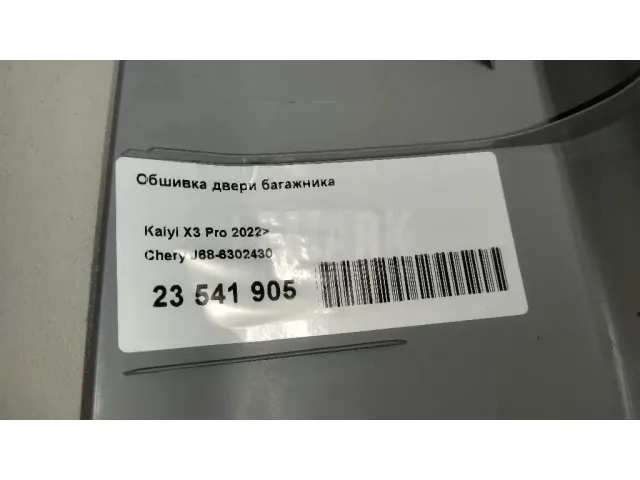 Обшивка двери багажника
Kaiyi X3 Pro 2022>
Chery J68-6302430
23 541 905